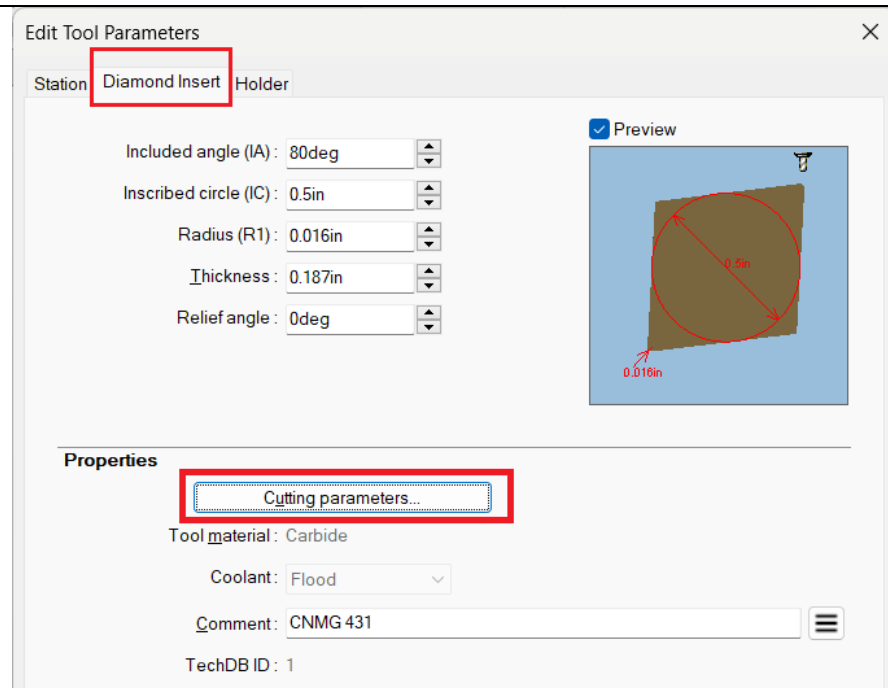 Edit Tool Parameters
Station Diamond Insert Holder
Preview
Included angle (IA) : 80deg
Inscribed circle (IC) : 0.5in
Radius (R1) : 0.016in
Thickness : 0.187in
Relief angle : 0deg
0.5in
0.016in
Properties
Cutting parameters...
Tool material : Carbide
Coolant : Flood
Comment : CNMG 431
TechDB ID : 1